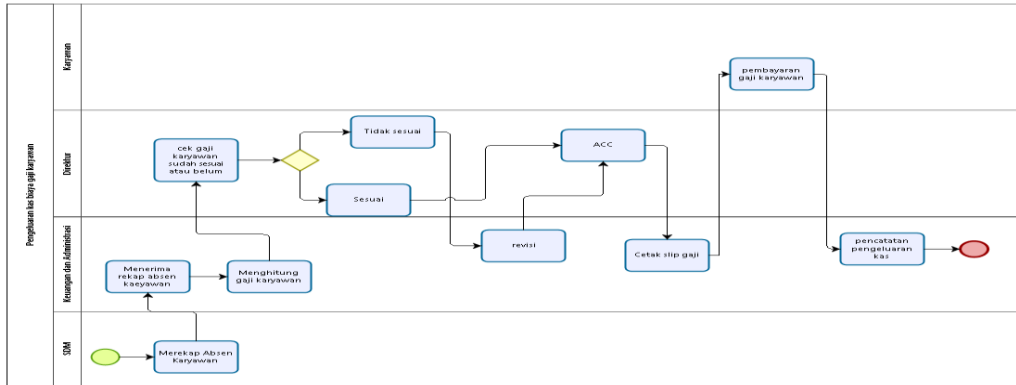 Pengeluaran kas biaya gaji karyawan
Karyawan
pembayaran
gaji karyawan
Direktur
cek gaji
karyawan
sudah sesuai
atau belum
Tidak sesuai
Sesuai
ACC
Keuangan dan Administrasi
Menerima
rekap absen
kaeyawan
Menghitung
gaji karyawan
revisi
Cetak slip gaji
pencatatan
pengeluaran
kas
SDM
Merekap Absen
Karyawan